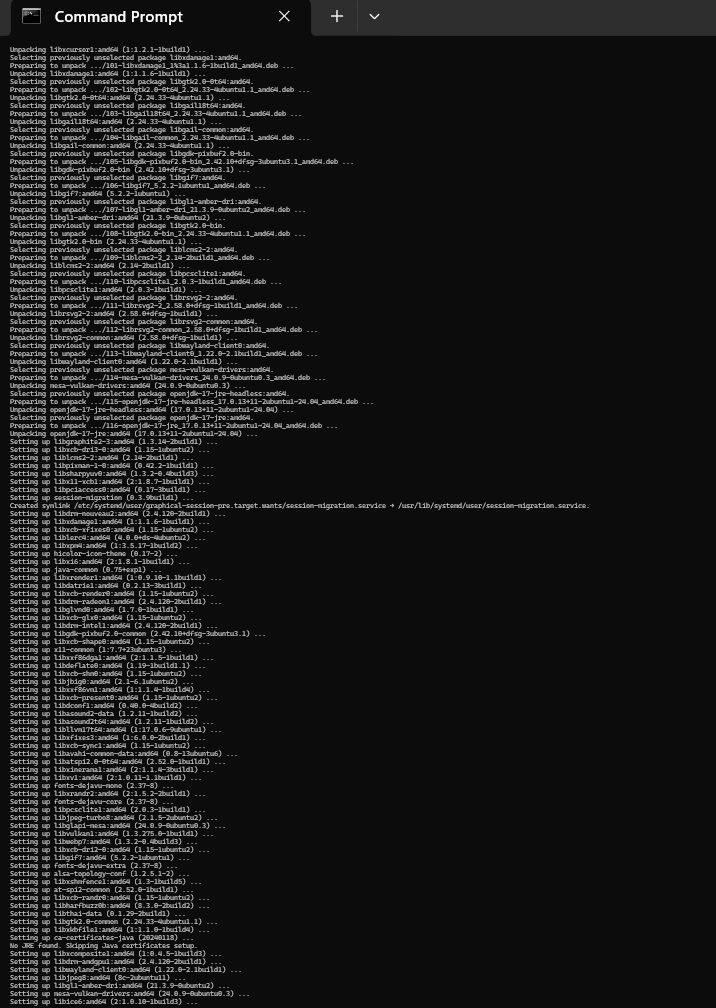 Command Prompt
Unpacking libxcursor1:amd64 (1:1.2.1-1build1) ...
Selecting previously unselected package libxdamage1:amd64.
Preparing to unpack .../101-libxdamage1_1%3a1.1.6-1build1_amd64.deb ...
Unpacking libxdamage1:amd64 (1:1.1.6-1build1) ...
Selecting previously unselected package libgtk2.0-0t64:amd64.
Preparing to unpack .../102-libgtk2.0-0t64_2.24.33-4ubuntu1.1_amd64.deb ...
Unpacking libgtk2.0-0t64:amd64 (2.24.33-4ubuntu1.1) ...
Selecting previously unselected package libgail18t64:amd64.
Preparing to unpack .../103-libgail18t64_2.24.33-4ubuntu1.1_amd64.deb ...
Unpacking libgail18t64:amd64 (2.24.33-4ubuntu1.1) ...
Selecting previously unselected package libgail-common:amd64.
Preparing to unpack .../104-libgail-common_2.24.33-4ubuntu1.1_amd64.deb ...
Unpacking libgail-common:amd64 (2.24.33-4ubuntu1.1) ...
Selecting previously unselected package libgdk-pixbuf2.0-bin.
Preparing to unpack .../105-libgdk-pixbuf2.0-bin_2.42.10+dfsg-3ubuntu3.1_amd64.deb ...
Unpacking libgdk-pixbuf2.0-bin (2.42.10+dfsg-3ubuntu3.1) ...
Selecting previously unselected package libgif7:amd64.
Preparing to unpack .../106-libgif7_5.2.2-1ubuntu1_amd64.deb ...
Unpacking libgif7:amd64 (5.2.2-1ubuntu1) ...
Selecting previously unselected package libgl1-amber-dri:amd64.
Preparing to unpack .../107-libgl1-amber-dri_21.3.9-0ubuntu2_amd64.deb ...
Unpacking libgl1-amber-dri:amd64 (21.3.9-0ubuntu2) ...
Selecting previously unselected package libgtk2.0-bin.
Preparing to unpack .../108-libgtk2.0-bin_2.24.33-4ubuntu1.1_amd64.deb ...
Unpacking libgtk2.0-bin (2.24.33-4ubuntu1.1) ...
Selecting previously unselected package liblcms2-2:amd64.
Preparing to unpack .../109-liblcms2-2_2.14-2build1_amd64.deb ...
Unpacking liblcms2-2:amd64 (2.14-2build1) ...
Selecting previously unselected package libpcsclite1:amd64.
Preparing to unpack .../110-libpcsclite1_2.0.3-1build1_amd64.deb ...
Unpacking libpcsclite1:amd64 (2.0.3-1build1) ...
Selecting previously unselected package librsvg2-2:amd64.
Preparing to unpack .../111-librsvg2-2_2.58.0+dfsg-1build1_amd64.deb ...
Unpacking librsvg2-2:amd64 (2.58.0+dfsg-1build1) ...
Selecting previously unselected package librsvg2-common:amd64.
Preparing to unpack .../112-librsvg2-common_2.58.0+dfsg-1build1_amd64.deb ...
Unpacking librsvg2-common:amd64 (2.58.0+dfsg-1build1) ...
Selecting previously unselected package libwayland-client0:amd64.
Preparing to unpack .../113-libwayland-client0_1.22.0-2.1build1_amd64.deb ...
Unpacking libwayland-client0:amd64 (1.22.0-2.1build1) ...
Selecting previously unselected package mesa-vulkan-drivers:amd64.
Preparing to unpack .../114-mesa-vulkan-drivers_24.0.9-0ubuntu0.3_amd64.deb ...
Unpacking mesa-vulkan-drivers:amd64 (24.0.9-0ubuntu0.3) ...
Selecting previously unselected package openjdk-17-jre-headless:amd64.
Preparing to unpack .../115-openjdk-17-jre-headless_17.0.13+11-2ubuntu1-24.04_amd64.deb ...
Unpacking openjdk-17-jre-headless:amd64 (17.0.13+11-2ubuntu1-24.04) ...
Selecting previously unselected package openjdk-17-jre:amd64.
Preparing to unpack .../116-openjdk-17-jre_17.0.13+11-2ubuntu1-24.04_amd64.deb ...
Unpacking openjdk-17-jre:amd64 (17.0.13+11-2ubuntu1-24.04) ...
Setting up libgraphite2-3:amd64 (1.3.14-2build1) ...
Setting up libxcb-dri3-0:amd64 (1.15-1ubuntu2) ...
Setting up liblcms2-2:amd64 (2.14-2build1) ...
Setting up libpixman-1-0:amd64 (0.42.2-1build1) ...
Setting up libsharpyuv0:amd64 (1.3.2-0.4build3) ...
Setting up libx11-xcb1:amd64 (2:1.8.7-1build1) ...
Setting up libpciaccess0:amd64 (0.17-3build1) ...
Setting up session-migration (0.3.9build1) ...
Created symlink /etc/systemd/user/graphical-session-pre.target.wants/session-migration.service → /usr/lib/systemd/user/session-migration.service.
Setting up libdrm-nouveau2:amd64 (2.4.120-2build1) ...
Setting up libxdamage1:amd64 (1:1.1.6-1build1) ...
Setting up libxcb-xfixes0:amd64 (1.15-1ubuntu2) ...
Setting up liblerc4:amd64 (4.0.0+ds-4ubuntu2) ...
Setting up libxpm4:amd64 (1:3.5.17-1build2) ...
Setting up hicolor-icon-theme (0.17-2) ...
Setting up libxi6:amd64 (2:1.8.1-1build1) ...
Setting up java-common (0.75+exp1) ...
Setting up libxrender1:amd64 (1:0.9.10-1.1build1) ...
Setting up libdatrie1:amd64 (0.2.13-3build1) ...
Setting up libxcb-render0:amd64 (1.15-1ubuntu2) ...
Setting up libdrm-radeon1:amd64 (2.4.120-2build1) ...
Setting up libglvnd0:amd64 (1.7.0-1build1) ...
Setting up libxcb-glx0:amd64 (1.15-1ubuntu2) ...
Setting up libdrm-intel1:amd64 (2.4.120-2build1) ...
Setting up libgdk-pixbuf2.0-common (2.42.10+dfsg-3ubuntu3.1) ...
Setting up libxcb-shape0:amd64 (1.15-1ubuntu2) ...
Setting up x11-common (1:7.7+23ubuntu3) ...
Setting up libxxf86dga1:amd64 (2:1.1.5-1build1) ...
Setting up libdeflate0:amd64 (1.19-1build1.1) ...
Setting up libxcb-shm0:amd64 (1.15-1ubuntu2) ...
Setting up libjbig0:amd64 (2.1-6.1ubuntu2) ...
Setting up libxxf86vm1:amd64 (1:1.1.4-1build4) ...
Setting up libxcb-present0:amd64 (1.15-1ubuntu2) ...
Setting up libdconf1:amd64 (0.40.0-4build2) ...
Setting up libasound2-data (1.2.11-1build2) ...
Setting up libasound2t64:amd64 (1.2.11-1build2) ...
Setting up libllvm17t64:amd64 (1:17.0.6-9ubuntu1) ...
Setting up libxfixes3:amd64 (1:6.0.0-2build1) ...
Setting up libxcb-sync1:amd64 (1.15-1ubuntu2) ...
Setting up libavahi-common-data:amd64 (0.8-13ubuntu6) ...
Setting up libatspi2.0-0t64:amd64 (2.52.0-1build1) ...
Setting up libxinerama1:amd64 (2:1.1.4-3build1) ...
Setting up libxv1:amd64 (2:1.0.11-1.1build1) ...
Setting up fonts-dejavu-mono (2.37-8) ...
Setting up libxrandr2:amd64 (2:1.5.2-2build1) ...
Setting up fonts-dejavu-core (2.37-8) ...
Setting up libpcsclite1:amd64 (2.0.3-1build1) ...
Setting up libjpeg-turbo8:amd64 (2.1.5-2ubuntu2) ...
Setting up libglapi-mesa:amd64 (24.0.9-0ubuntu0.3) ...
Setting up libvulkan1:amd64 (1.3.275.0-1build1) ...
Setting up libwebp7:amd64 (1.3.2-0.4build3) ...
Setting up libxcb-dri2-0:amd64 (1.15-1ubuntu2) ...
Setting up libgif7:amd64 (5.2.2-1ubuntu1) ...
Setting up fonts-dejavu-extra (2.37-8) ...
Setting up alsa-topology-conf (1.2.5.1-2) ...
Setting up libxshmfence1:amd64 (1.3-1build5) ...
Setting up at-spi2-common (2.52.0-1build1) ...
Setting up libxcb-randr0:amd64 (1.15-1ubuntu2) ...
Setting up libharfbuzz0b:amd64 (8.3.0-2build2) ...
Setting up libthai-data (0.1.29-2build1) ...
Setting up libgtk2.0-common (2.24.33-4ubuntu1.1) ...
Setting up libxkbfile1:amd64 (1:1.1.0-1build4) ...
Setting up ca-certificates-java (20240118) ...
No JRE found. Skipping Java certificates setup.
Setting up libxcomposite1:amd64 (1:0.4.5-1build3) ...
Setting up libdrm-amdgpu1:amd64 (2.4.120-2build1) ...
Setting up libwayland-client0:amd64 (1.22.0-2.1build1) ...
Setting up libjpeg8:amd64 (8c-2ubuntu11) ...
Setting up libgl1-amber-dri:amd64 (21.3.9-0ubuntu2) ...
Setting up mesa-vulkan-drivers:amd64 (24.0.9-0ubuntu0.3) ...
Setting up libice6:amd64 (2:1.0.10-1build3) ...